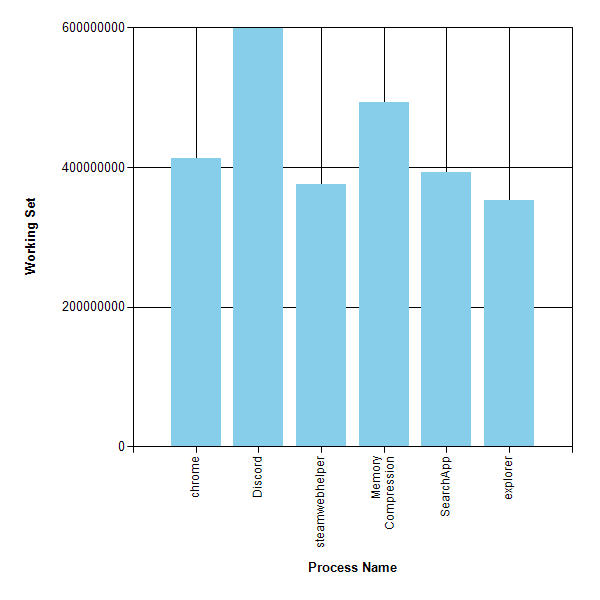 600000000
400000000
200000000
0
Working Set
chrome
Discord
steamwebhelper
Memory
Compression
SearchApp
explorer
Process Name